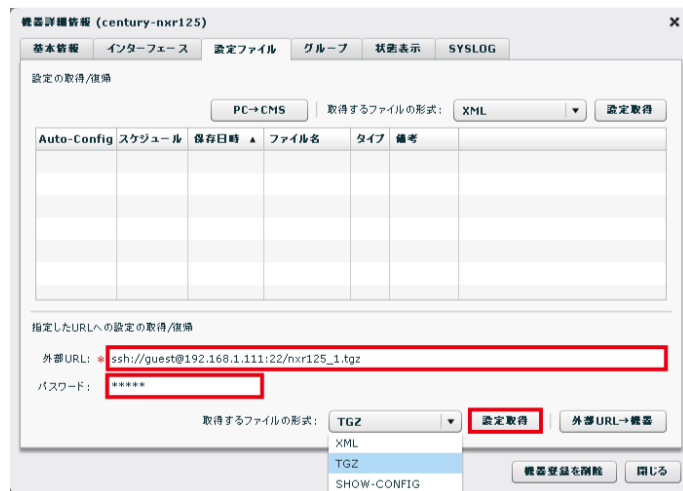 機器詳細情報 (century-nxr125)
基本情報 インターフェース 設定ファイル グループ 状態表示 SYSLOG
設定の取得/復帰
PC→CMS 取得するファイルの形式: XML 設定取得
Auto-Config スケジュール 保存日時 ▲ ファイル名 タイプ 備考
指定したURLへの設定の取得/復帰
外部URL: * ssh://guest@192.168.1.111:22/nxr125_1.tgz
パスワード: *****
取得するファイルの形式: TGZ 設定取得 外部URL→機器
XML
TGZ
SHOW-CONFIG
機器登録を削除 閉じる